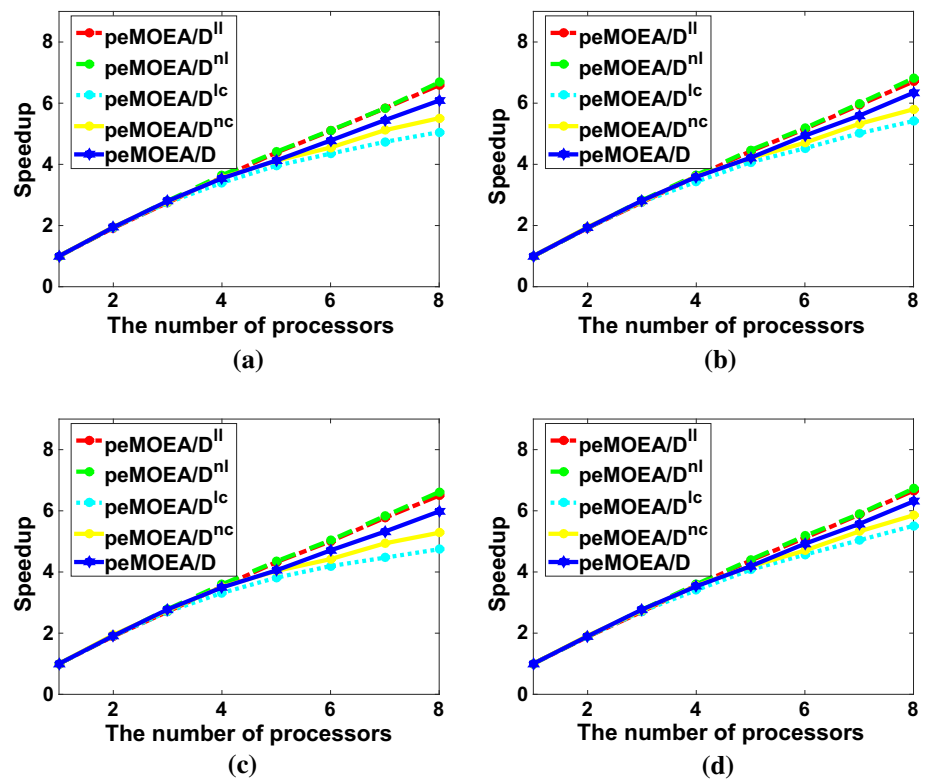 8
6
4
2
0
Speedup
peMOEA/D^ll
peMOEA/D^nl
peMOEA/D^lc
peMOEA/D^nc
peMOEA/D
2 4 6 8
The number of processors
(a)
8
6
4
2
0
Speedup
peMOEA/D^ll
peMOEA/D^nl
peMOEA/D^lc
peMOEA/D^nc
peMOEA/D
2 4 6 8
The number of processors
(b)
8
6
4
2
0
Speedup
peMOEA/D^ll
peMOEA/D^nl
peMOEA/D^lc
peMOEA/D^nc
peMOEA/D
2 4 6 8
The number of processors
(c)
8
6
4
2
0
Speedup
peMOEA/D^ll
peMOEA/D^nl
peMOEA/D^lc
peMOEA/D^nc
peMOEA/D
2 4 6 8
The number of processors
(d)